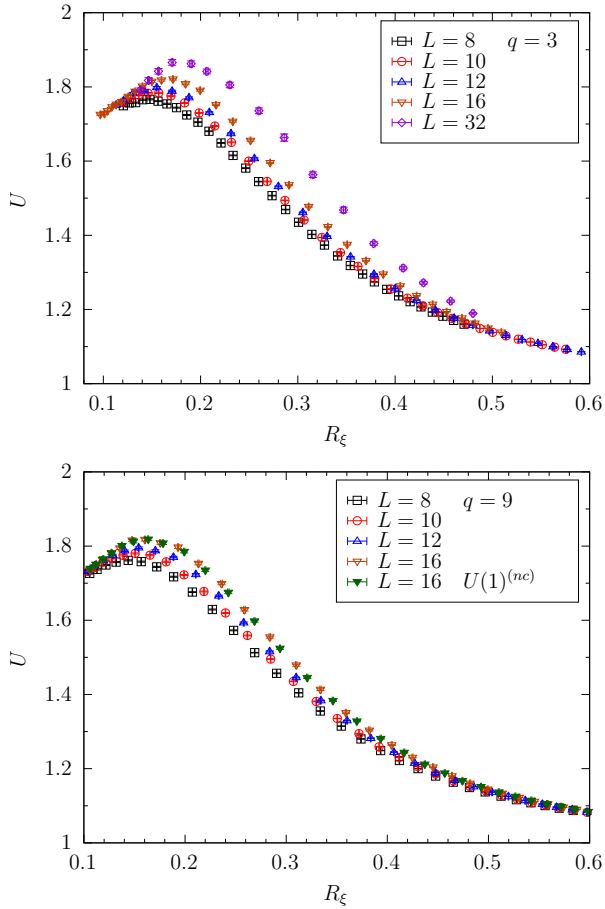 2
L = 8 q = 3
L = 10
L = 12
L = 16
L = 32
1.8
1.6
U
1.4
1.2
1
0.1 0.2 0.3 0.4 0.5 0.6
R_ξ
2
L = 8 q = 9
L = 10
L = 12
L = 16
L = 16 U(1)^{(nc)}
1.8
1.6
U
1.4
1.2
1
0.1 0.2 0.3 0.4 0.5 0.6
R_ξ